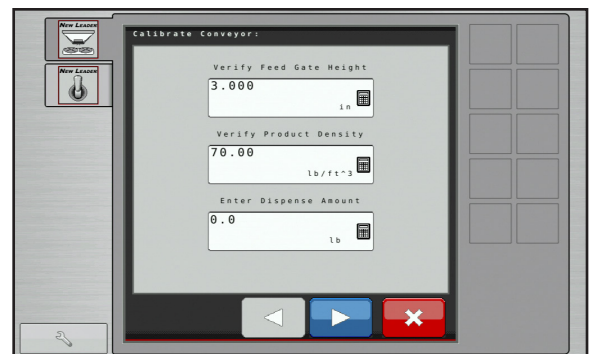 New Leader
New Leader
Calibrate Conveyor:
Verify Feed Gate Height
3.000
in
Verify Product Density
70.00
lb/ft^3
Enter Dispense Amount
0.0
lb